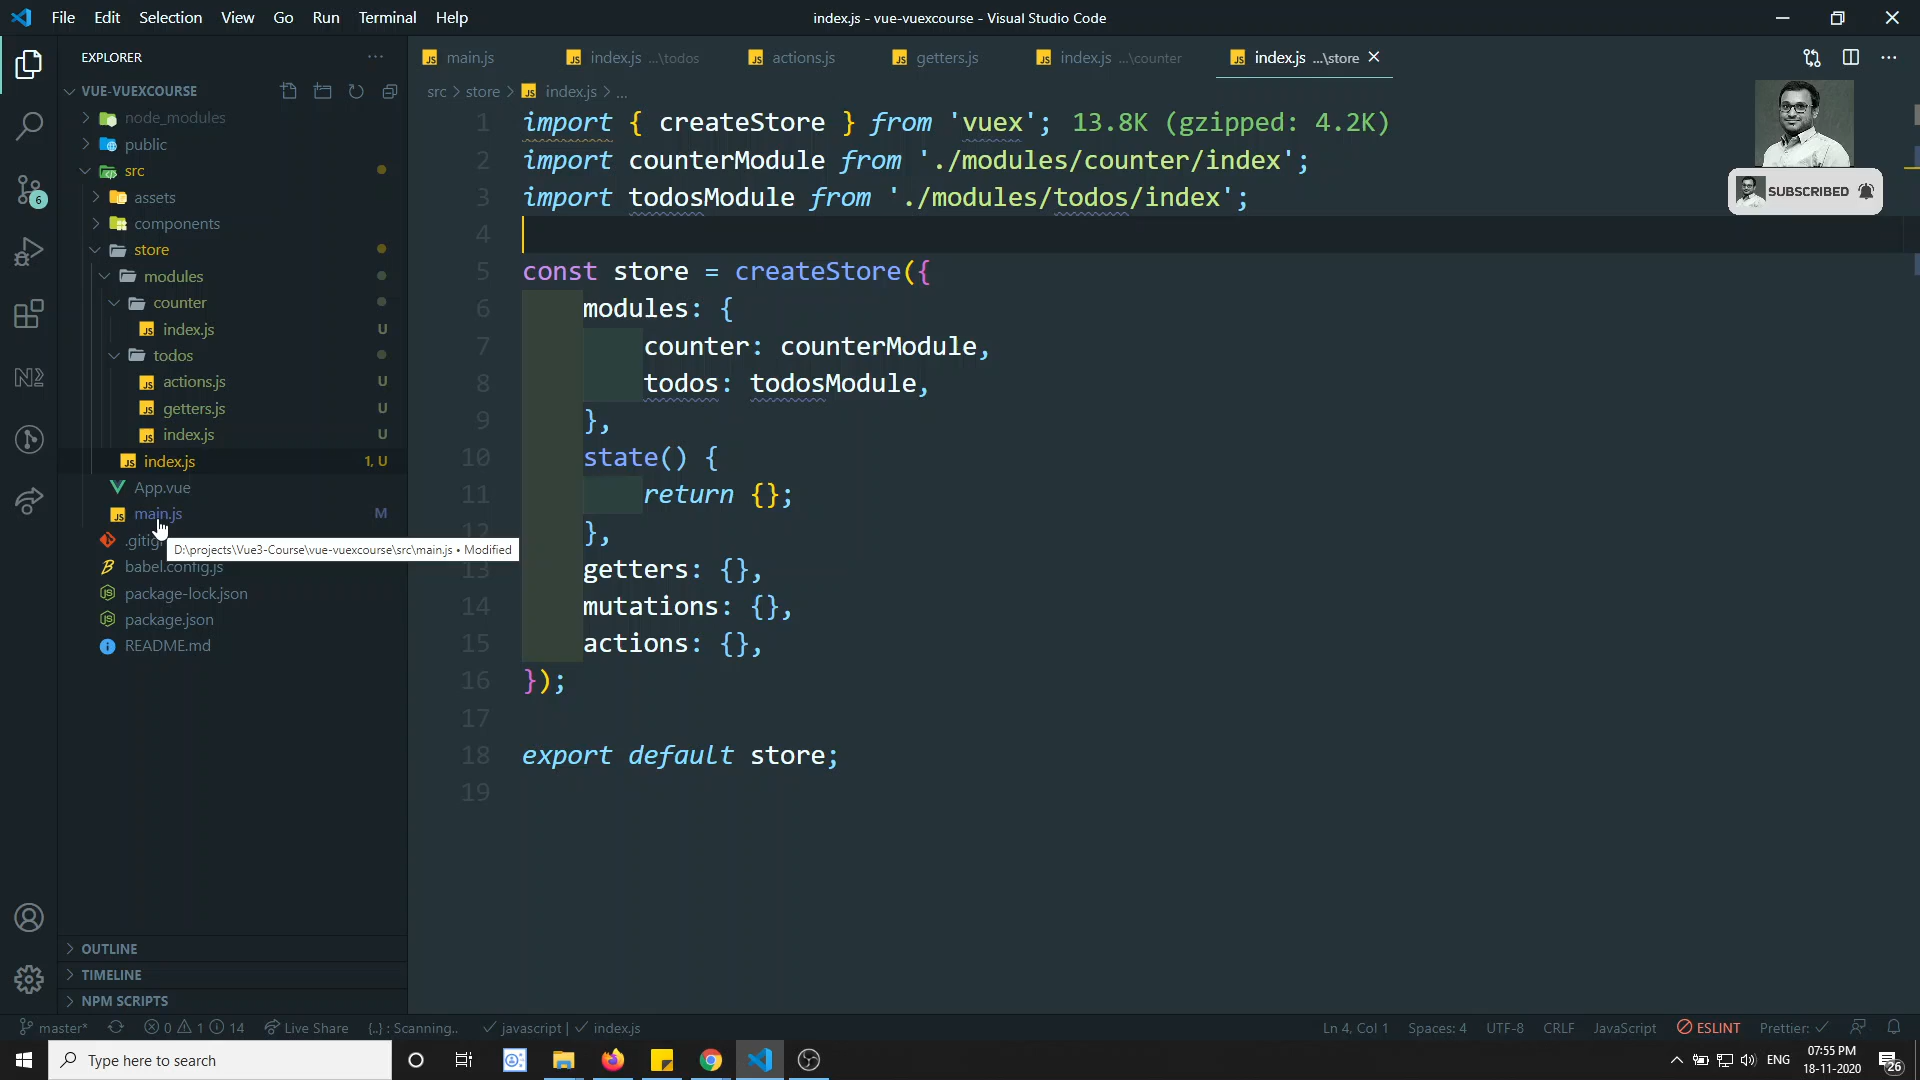 File Edit Selection View Go Run Terminal Help
index.js - vue-vuexcourse - Visual Studio Code
EXPLORER
main.js
index.js ...\todos
actions.js
getters.js
index.js ...\counter
index.js ...\store
VUE-VUEXCOURSE
src > store > index.js > ...
node_modules
public
src
assets
components
store
modules
counter
index.js U
todos
actions.js U
getters.js U
index.js U
index.js 1, U
App.vue
main.js M
.gitig
D:\projects\Vue3-Course\vue-vuexcourse\src\main.js • Modified
babel.config.js
package-lock.json
package.json
README.md
1 import { createStore } from 'vuex'; 13.8K (gzipped: 4.2K)
2 import counterModule from './modules/counter/index';
3 import todosModule from './modules/todos/index';
4
5 const store = createStore({
6 modules: {
7 counter: counterModule,
8 todos: todosModule,
9 },
10 state() {
11 return {};
12 },
13 getters: {},
14 mutations: {},
15 actions: {},
16 });
17
18 export default store;
19
SUBSCRIBED
6
N2
OUTLINE
TIMELINE
NPM SCRIPTS
master* 0 1 14 Live Share {..} : Scanning.. javascript | index.js
Ln 4, Col 1 Spaces: 4 UTF-8 CRLF JavaScript ESLINT Prettier:
Type here to search
ENG
07:55 PM
18-11-2020
26